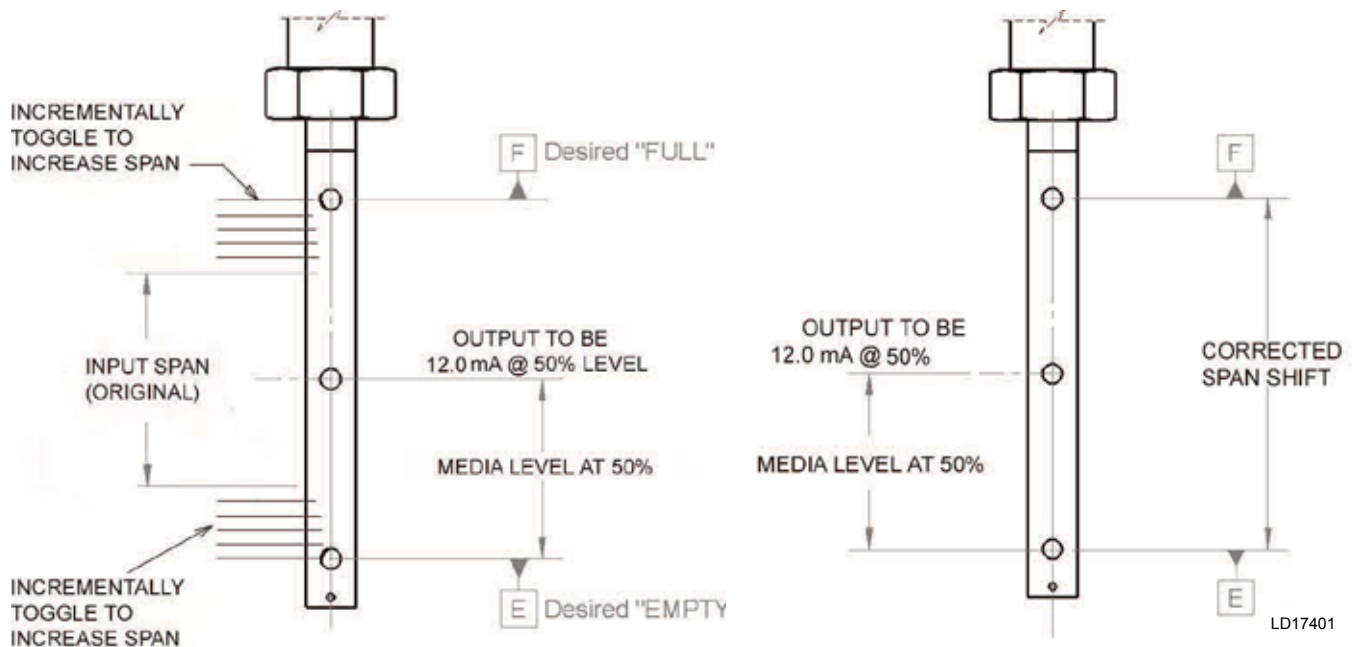 INCREMENTALLY
TOGGLE TO
INCREASE SPAN
F Desired "FULL"
INPUT SPAN
(ORIGINAL)
OUTPUT TO BE
12.0 mA @ 50% LEVEL
MEDIA LEVEL AT 50%
E Desired "EMPTY
INCREMENTALLY
TOGGLE TO
INCREASE SPAN
F
OUTPUT TO BE
12.0 mA @ 50%
CORRECTED
SPAN SHIFT
MEDIA LEVEL AT 50%
E
LD17401